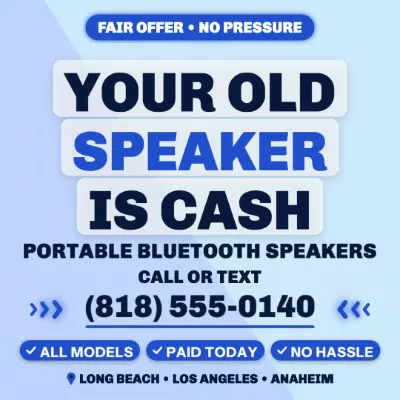 FAIR OFFER • NO PRESSURE
YOUR OLD
SPEAKER
IS CASH
PORTABLE BLUETOOTH SPEAKERS
CALL OR TEXT
(818) 555-0140
ALL MODELS PAID TODAY NO HASSLE
LONG BEACH • LOS ANGELES • ANAHEIM